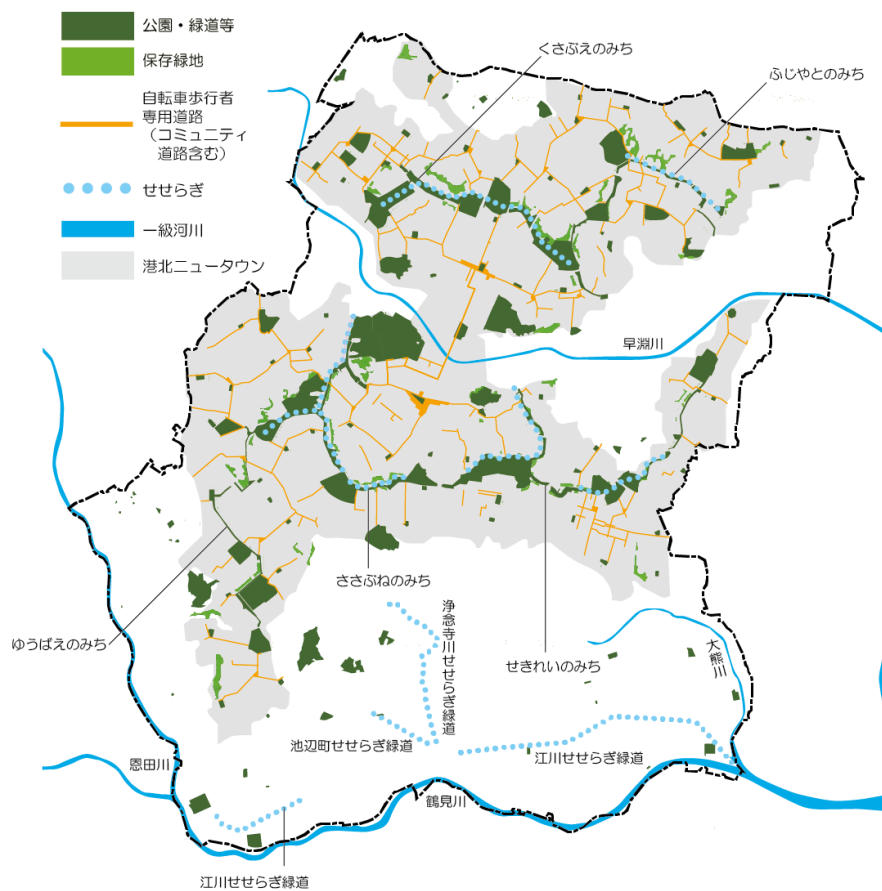 公園・緑道等
保存緑地
自転車歩行者
専用道路
（コミュニティ
道路含む）
せせらぎ
一級河川
港北ニュータウン
くさぶえのみち
ふじやとのみち
早淵川
ささぶねのみち
ゆうばえのみち
浄念寺川せせらぎ緑道
せきれいのみち
大熊川
池辺町せせらぎ緑道
江川せせらぎ緑道
恩田川
鶴見川
江川せせらぎ緑道